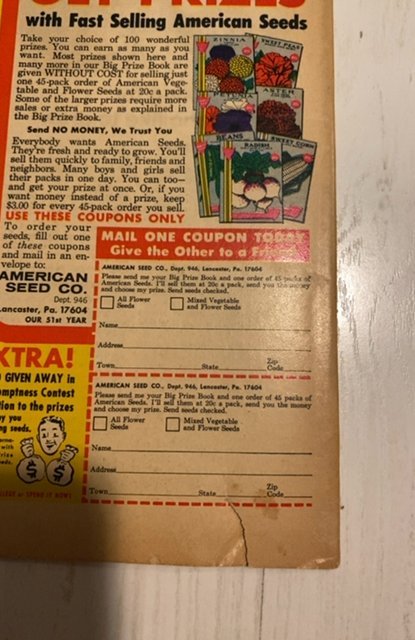 with Fast Selling American Seeds
Take your choice of 100 wonderful
prizes. You can earn as many as you
want. Most prizes shown here and
many more in our Big Prize Book are
given WITHOUT COST for selling just
one 45-pack order of American Vege-
table and Flower Seeds at 20c a pack.
Some of the larger prizes require more
sales or extra money as explained in
the Big Prize Book.
Send NO MONEY, We Trust You
Everybody wants American Seeds.
They're fresh and ready to grow. You'll
sell them quickly to family, friends and
neighbors. Many boys and girls sell
their packs in one day. You can too—
and get your prize at once. Or, if you
want money instead of a prize, keep
$3.00 for every 45-pack order you sell.
ZINNIA
SWEET PEAS
ASTER
BEANS
RADISH
SWEET CORN
USE THESE COUPONS ONLY
To order your
seeds, fill out one
of these coupons
and mail in an en-
velope to:
AMERICAN
SEED CO.
Dept. 946
Lancaster, Pa. 17604
OUR 51st YEAR
MAIL ONE COUPON TODAY
Give the Other to a
AMERICAN SEED CO., Dept. 946, Lancaster, Pa. 17604
Please send me your Big Prize Book and one order of 45 packs of
American Seeds. I'll sell them at 20c a pack, send you the money
and choose my prize. Send seeds checked.
All Flower
Seeds
Mixed Vegetable
and Flower Seeds
Name
Address
Town State Zip Code
AMERICAN SEED CO., Dept. 946, Lancaster, Pa. 17604
Please send me your Big Prize Book and one order of 45 packs of
American Seeds. I'll sell them at 20c a pack, send you the money
and choose my prize. Send seeds checked.
All Flower
Seeds
Mixed Vegetable
and Flower Seeds
Name
Address
Town State Zip Code
XTRA!
GIVEN AWAY in
mptness Contest
tion to the prizes
you
ng seeds.
$ $
or SPEND IT NOW!